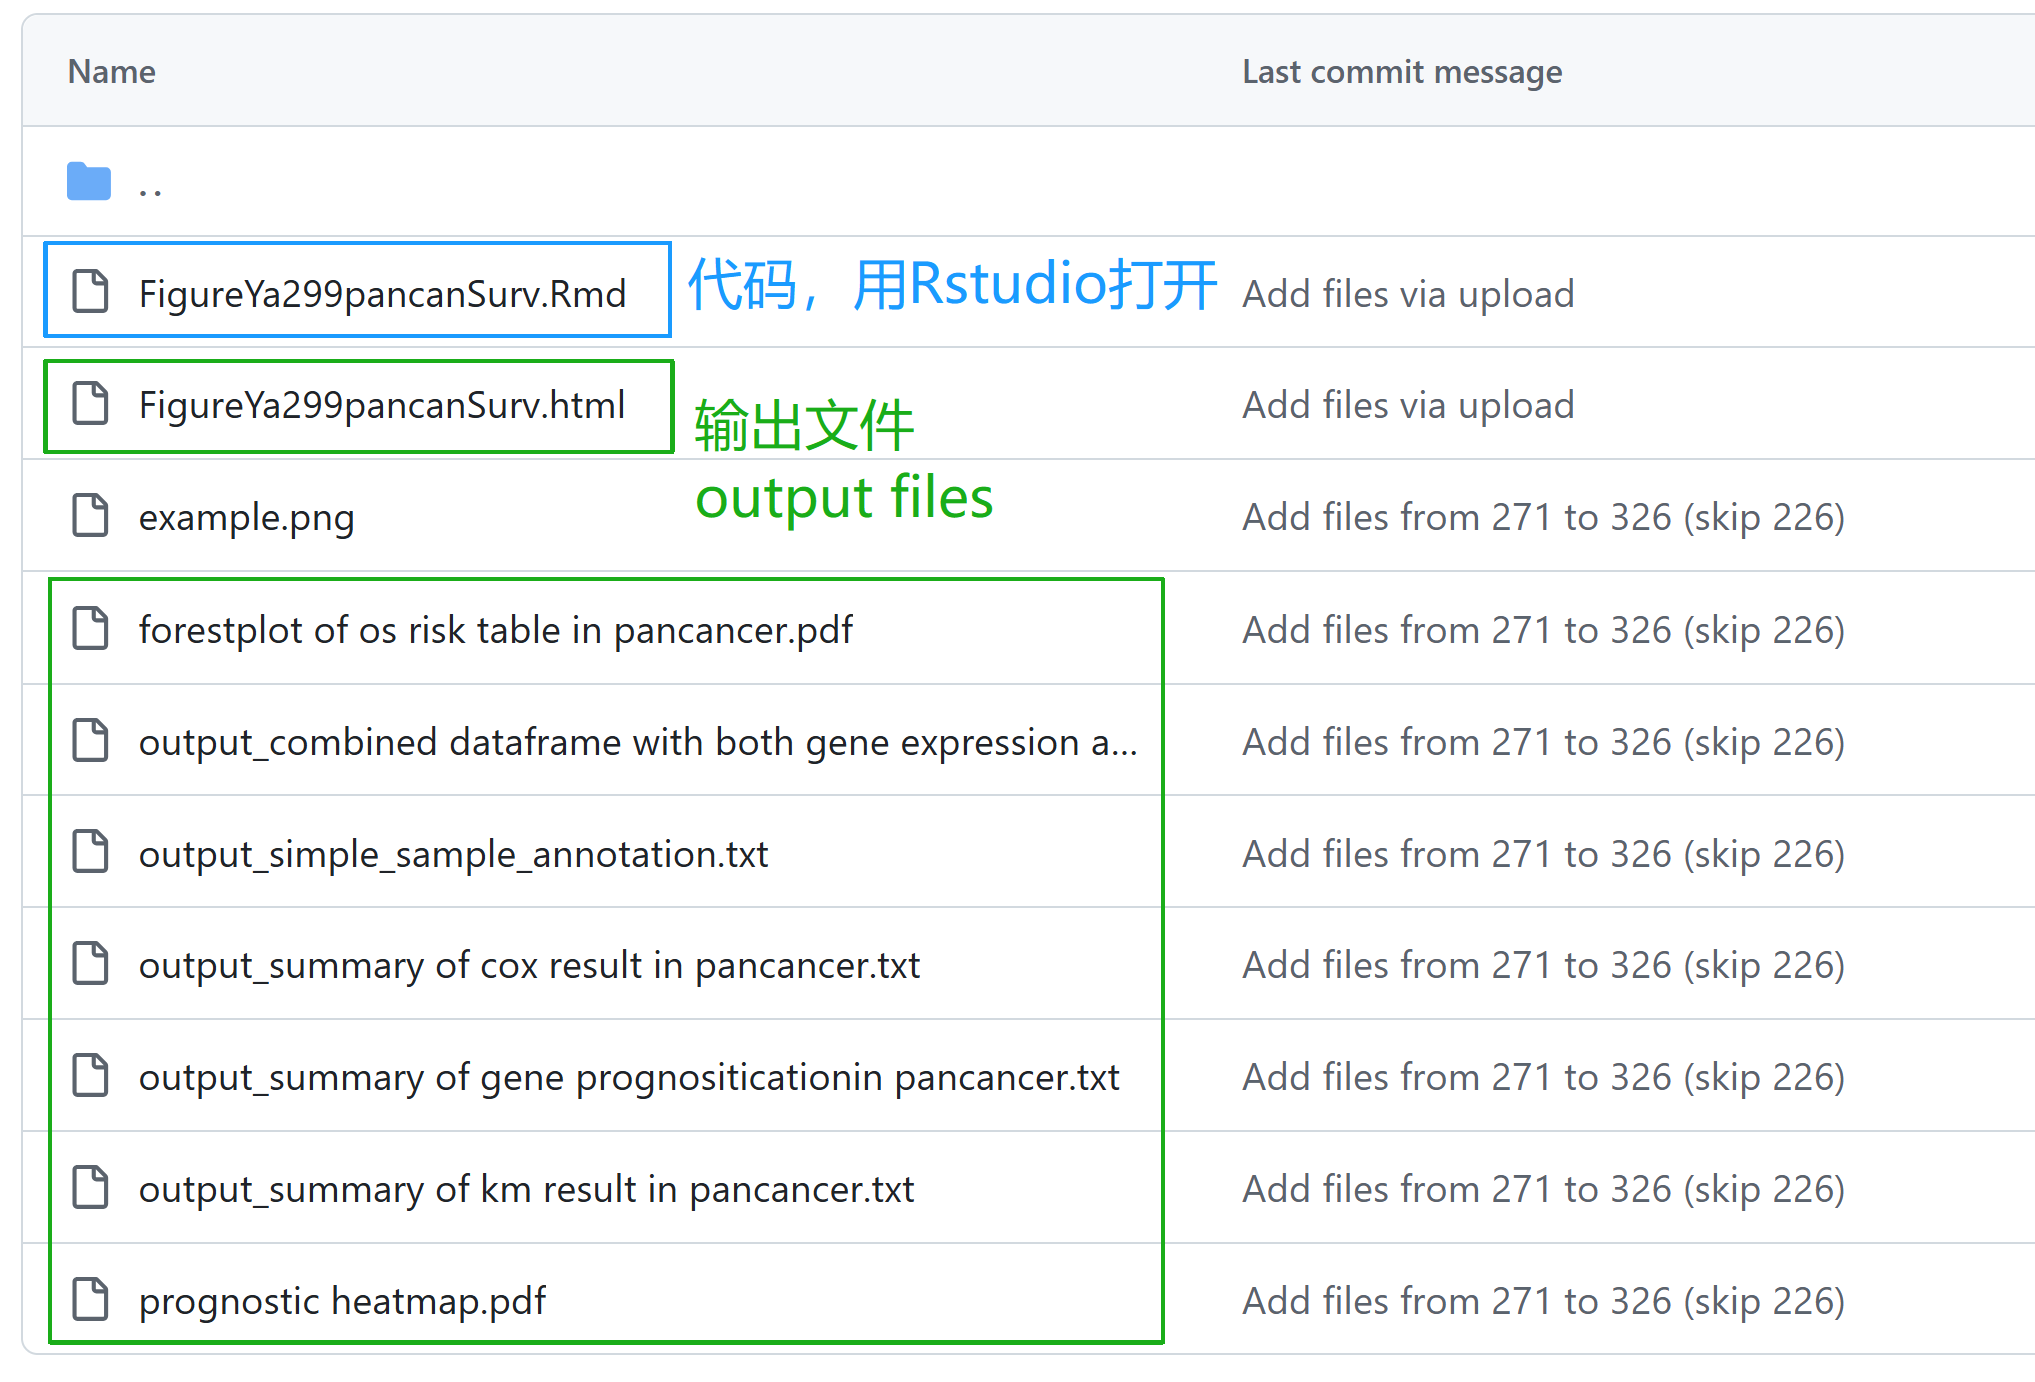 Name Last commit message
..
FigureYa299pancanSurv.Rmd 代码，用Rstudio打开 Add files via upload
FigureYa299pancanSurv.html Add files via upload
输出文件
output files
example.png Add files from 271 to 326 (skip 226)
forestplot of os risk table in pancancer.pdf Add files from 271 to 326 (skip 226)
output_combined dataframe with both gene expression a... Add files from 271 to 326 (skip 226)
output_simple_sample_annotation.txt Add files from 271 to 326 (skip 226)
output_summary of cox result in pancancer.txt Add files from 271 to 326 (skip 226)
output_summary of gene prognositicationin pancancer.txt Add files from 271 to 326 (skip 226)
output_summary of km result in pancancer.txt Add files from 271 to 326 (skip 226)
prognostic heatmap.pdf Add files from 271 to 326 (skip 226)